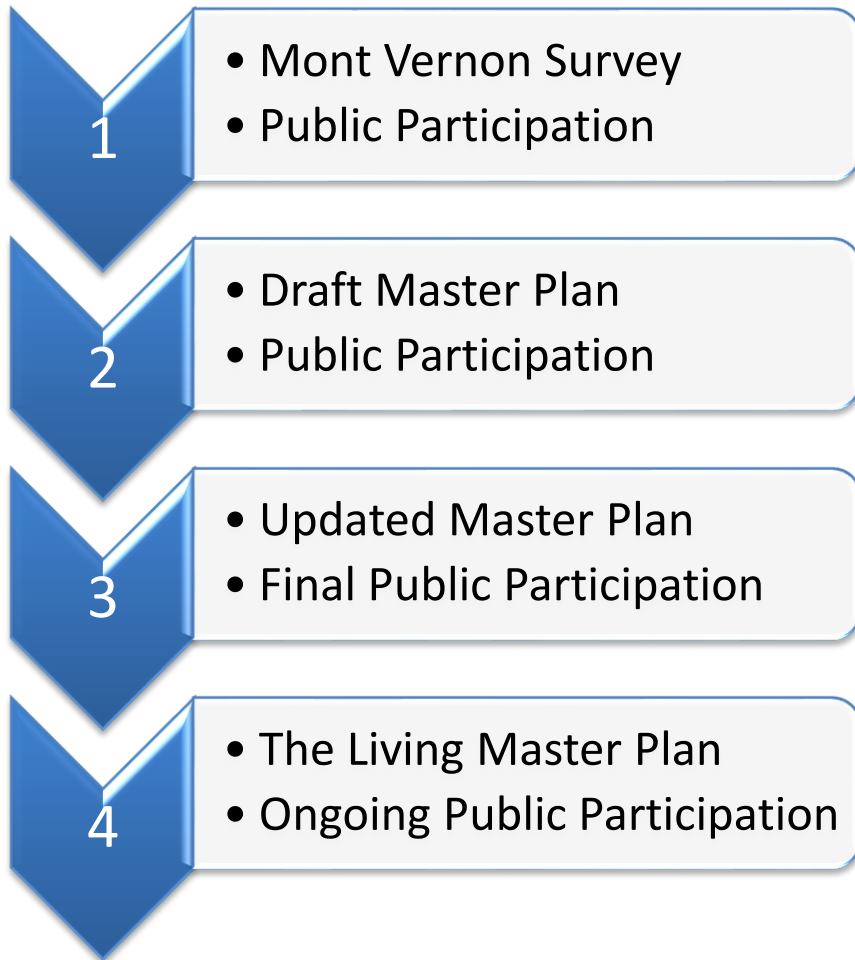 1
• Mont Vernon Survey
• Public Participation
2
• Draft Master Plan
• Public Participation
3
• Updated Master Plan
• Final Public Participation
4
• The Living Master Plan
• Ongoing Public Participation